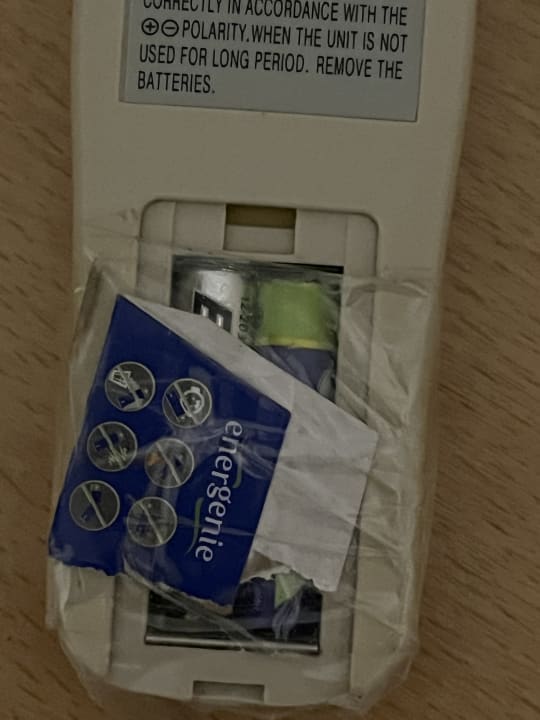 CORRECTLY IN ACCORDANCE WITH THE
⊕⊖ POLARITY.WHEN THE UNIT IS NOT
USED FOR LONG PERIOD. REMOVE THE
BATTERIES.
energenie